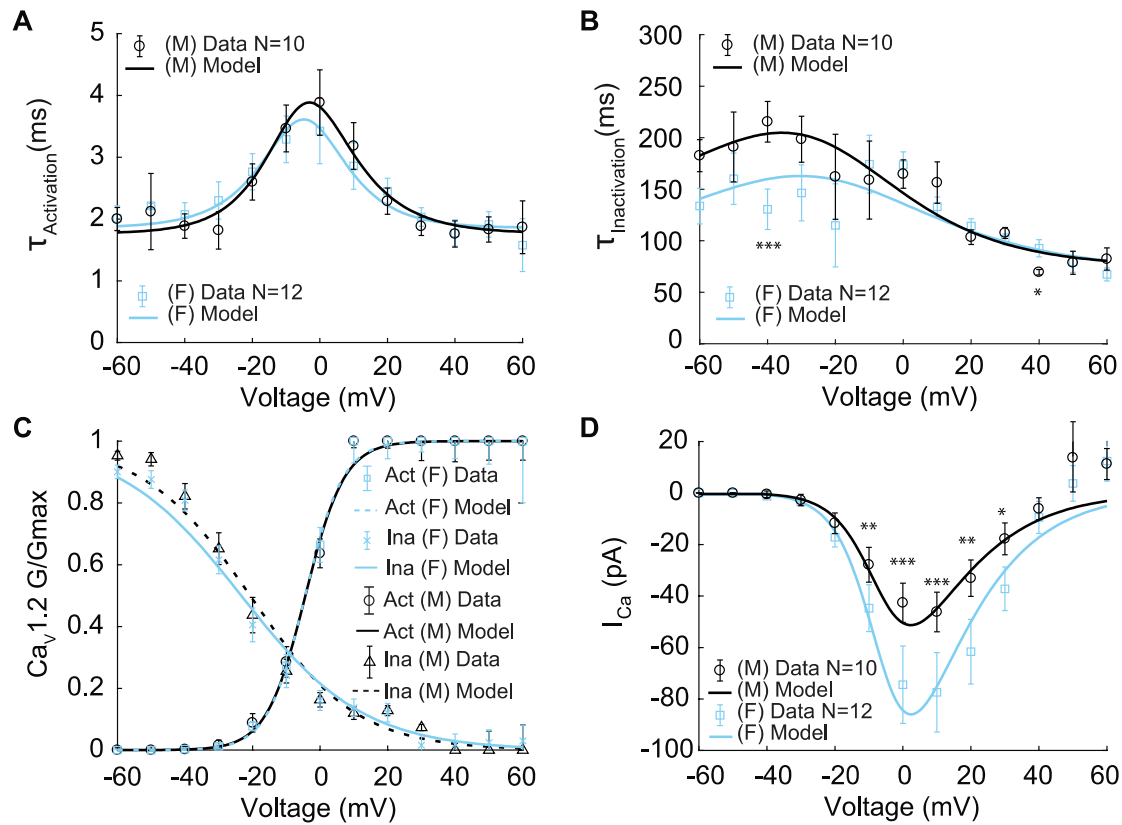 A
5
4
3
2
1
0
τActivation(ms)
(M) Data N=10
(M) Model
(F) Data N=12
(F) Model
-60 -40 -20 0 20 40 60
Voltage (mV)
B
300
250
200
150
100
50
0
τInactivation(ms)
(M) Data N=10
(M) Model
***
*
(F) Data N=12
(F) Model
-60 -40 -20 0 20 40 60
Voltage (mV)
C
1
0.8
0.6
0.4
0.2
0
CaV1.2 G/Gmax
Act (F) Data
Act (F) Model
Ina (F) Data
Ina (F) Model
Act (M) Data
Act (M) Model
Ina (M) Data
Ina (M) Model
-60 -40 -20 0 20 40 60
Voltage (mV)
D
20
0
-20
-40
-60
-80
-100
ICa (pA)
** *** *** ** *
(M) Data N=10
(M) Model
(F) Data N=12
(F) Model
-60 -40 -20 0 20 40 60
Voltage (mV)